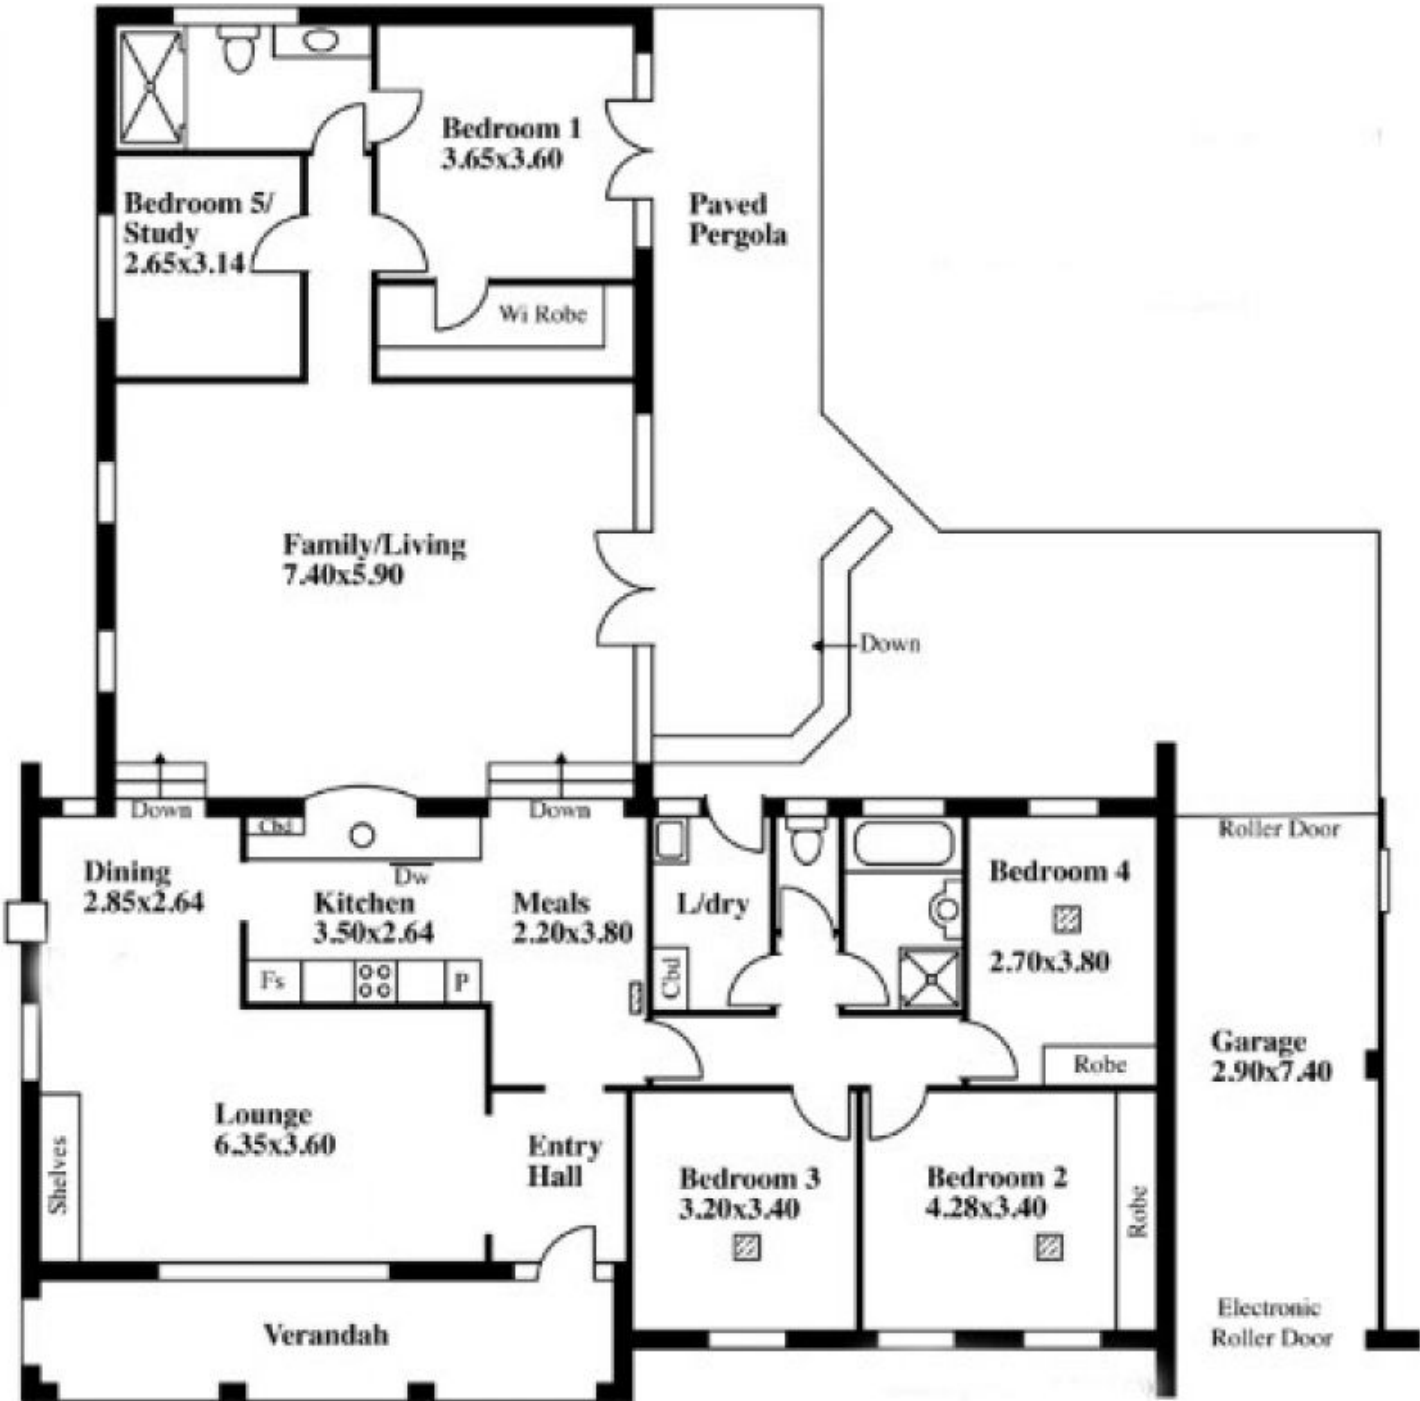 Bedroom 1
3.65x3.60
Bedroom 5/
Study
2.65x3.14
Paved
Pergola
Wi Robe
Family/Living
7.40x5.90
Down
Down
Down
Cbd
Roller Door
Dining
2.85x2.64
Dw
Kitchen
3.50x2.64
Meals
2.20x3.80
L/dry
Bedroom 4
2.70x3.80
Fs
P
Cbd
Garage
2.90x7.40
Robe
Lounge
6.35x3.60
Shelves
Entry
Hall
Bedroom 3
3.20x3.40
Bedroom 2
4.28x3.40
Robe
Electronic
Roller Door
Verandah